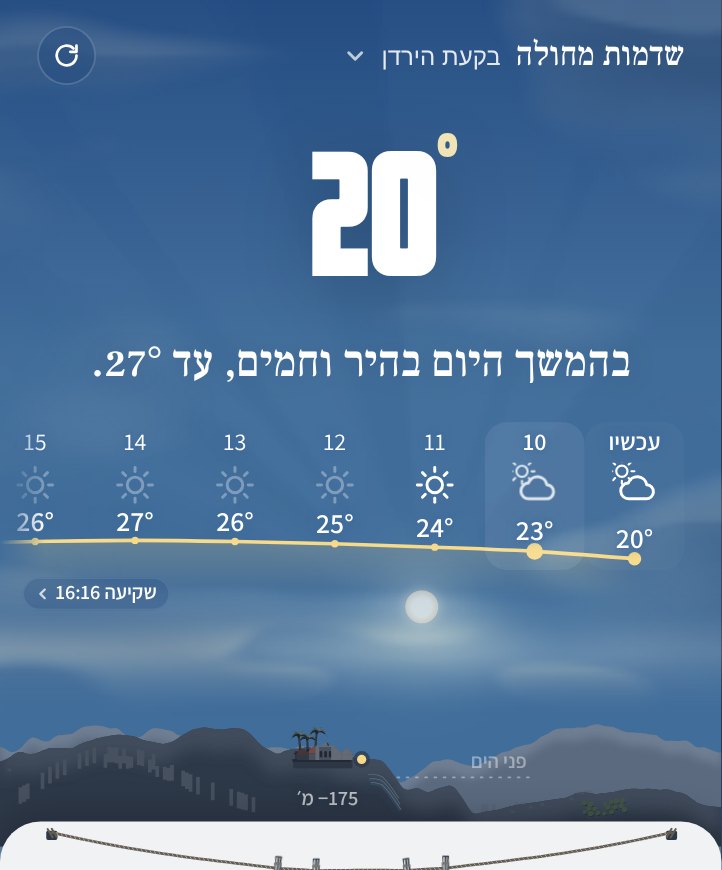 שדמות מחולה בקעת הירדן
20°
בהמשך היום בהיר וחמים, עד 27°.
עכשיו 10 11 12 13 14 15
20° 23° 24° 25° 26° 27° 26°
שקיעה 16:16
פני הים
−175 מ׳